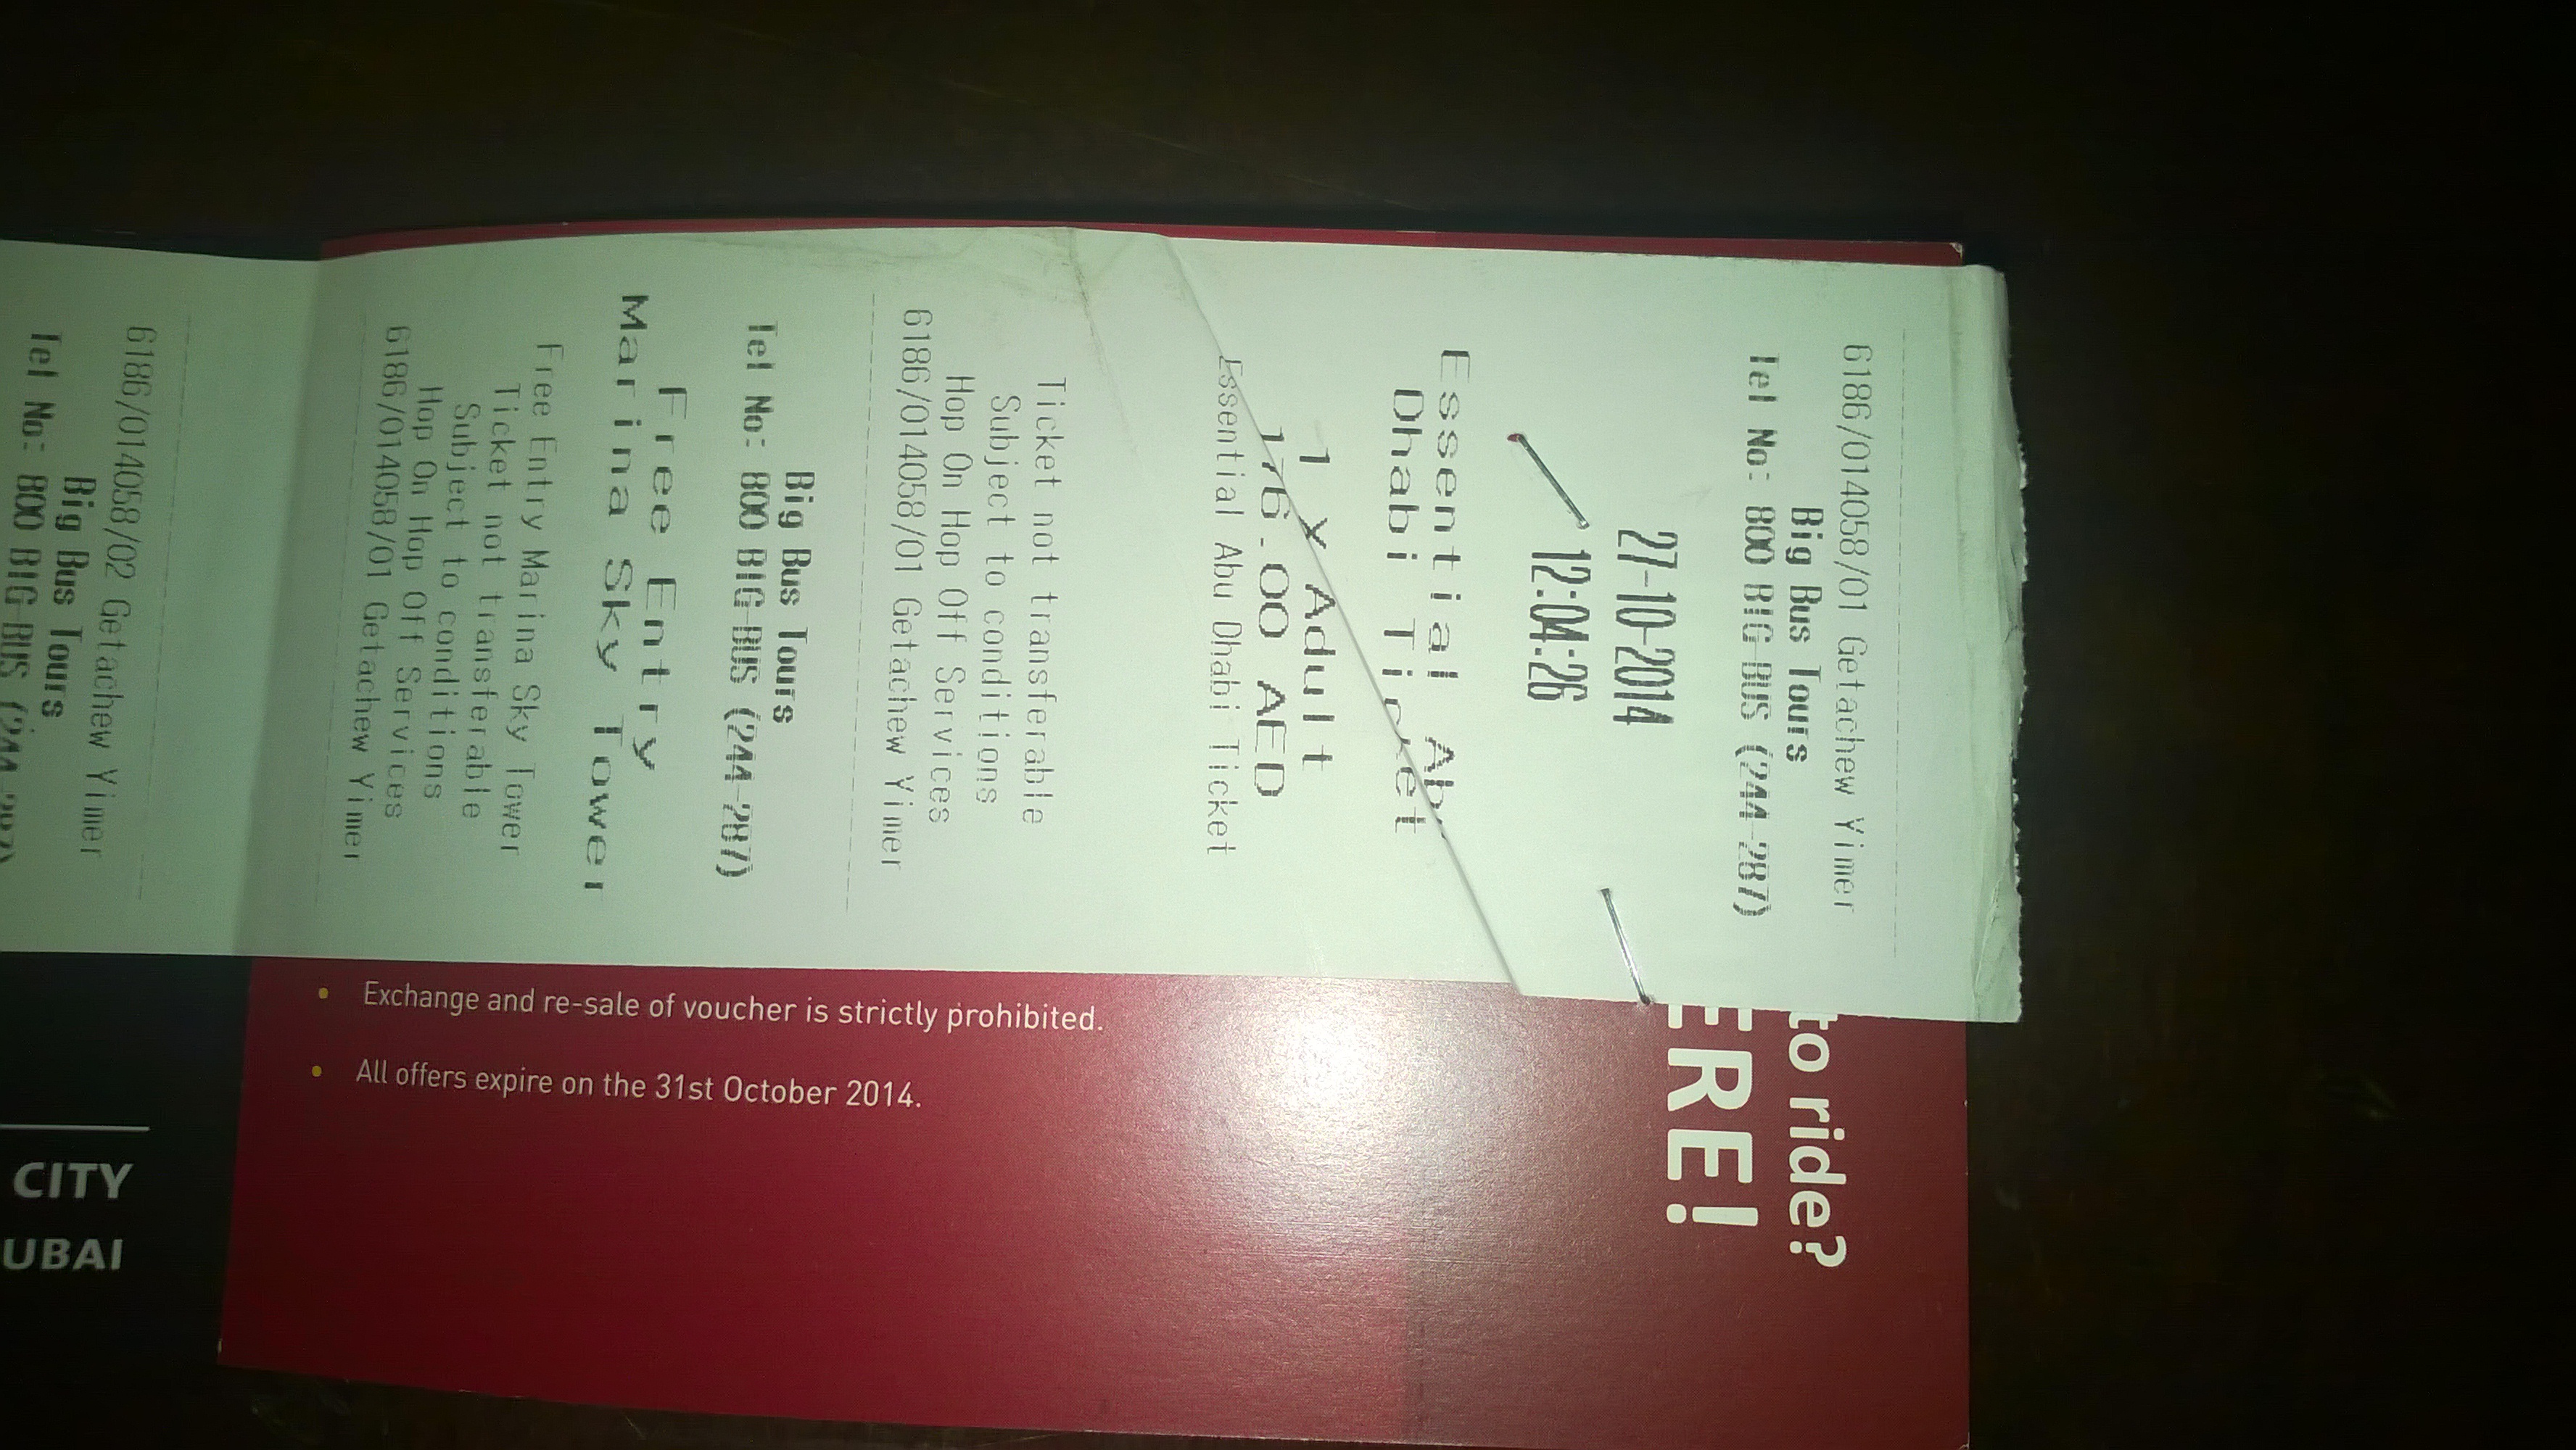 6186/014058/01 Getachew Yimer
Big Bus Tours
Tel No: 800 BIG-BUS (244-287)
27-10-2014
12:04:26
Essential Ab
Dhabi Ticket
1 X Adult
176.00 AED
Essential Abu Dhabi Ticket
Ticket not transferable
Subject to conditions
Hop On Hop Off Services
6186/014058/01 Getachew Yimer
Big Bus Tours
Tel No: 800 BIG-BUS (244-287)
Free Entry
Marina Sky Tower
Free Entry Marina Sky Tower
Ticket not transferable
Subject to conditions
Hop On Hop Off Services
6186/014058/01 Getachew Yimer
6186/014058/02 Getachew Yimer
Big Bus Tours
Tel No: 800 BIG-BUS (244-287)
to ride?
ERE!
• Exchange and re-sale of voucher is strictly prohibited.
• All offers expire on the 31st October 2014.
CITY
UBAI